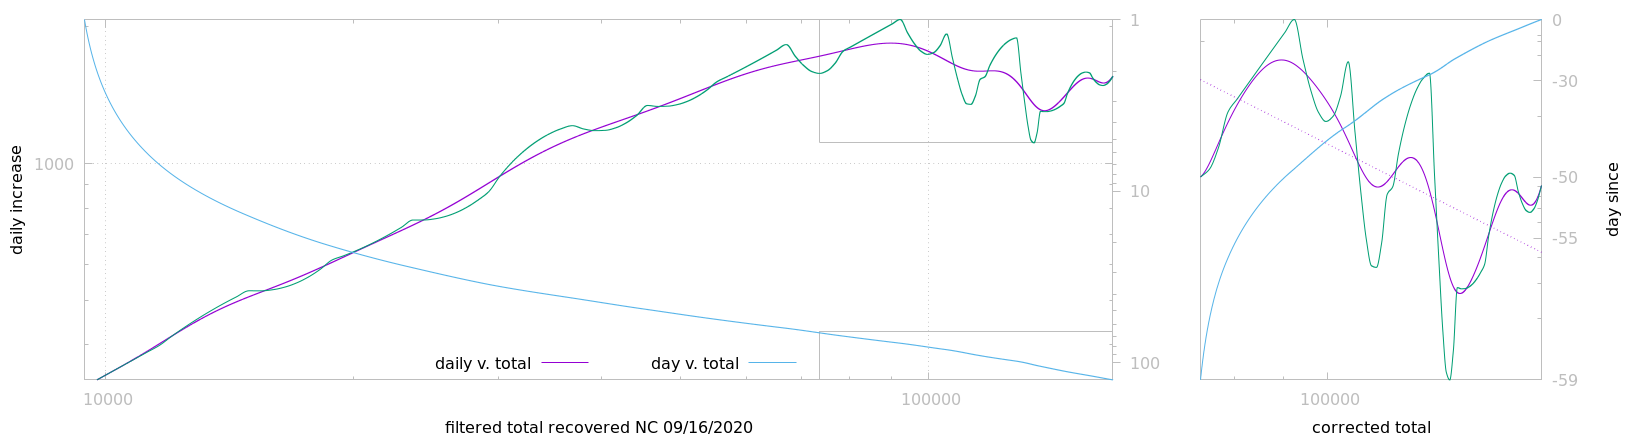 daily increase
1000
10000
100000
filtered total recovered NC 09/16/2020
daily v. total
day v. total
1
10
100
100000
corrected total
0
-30
-50
-55
-59
day since